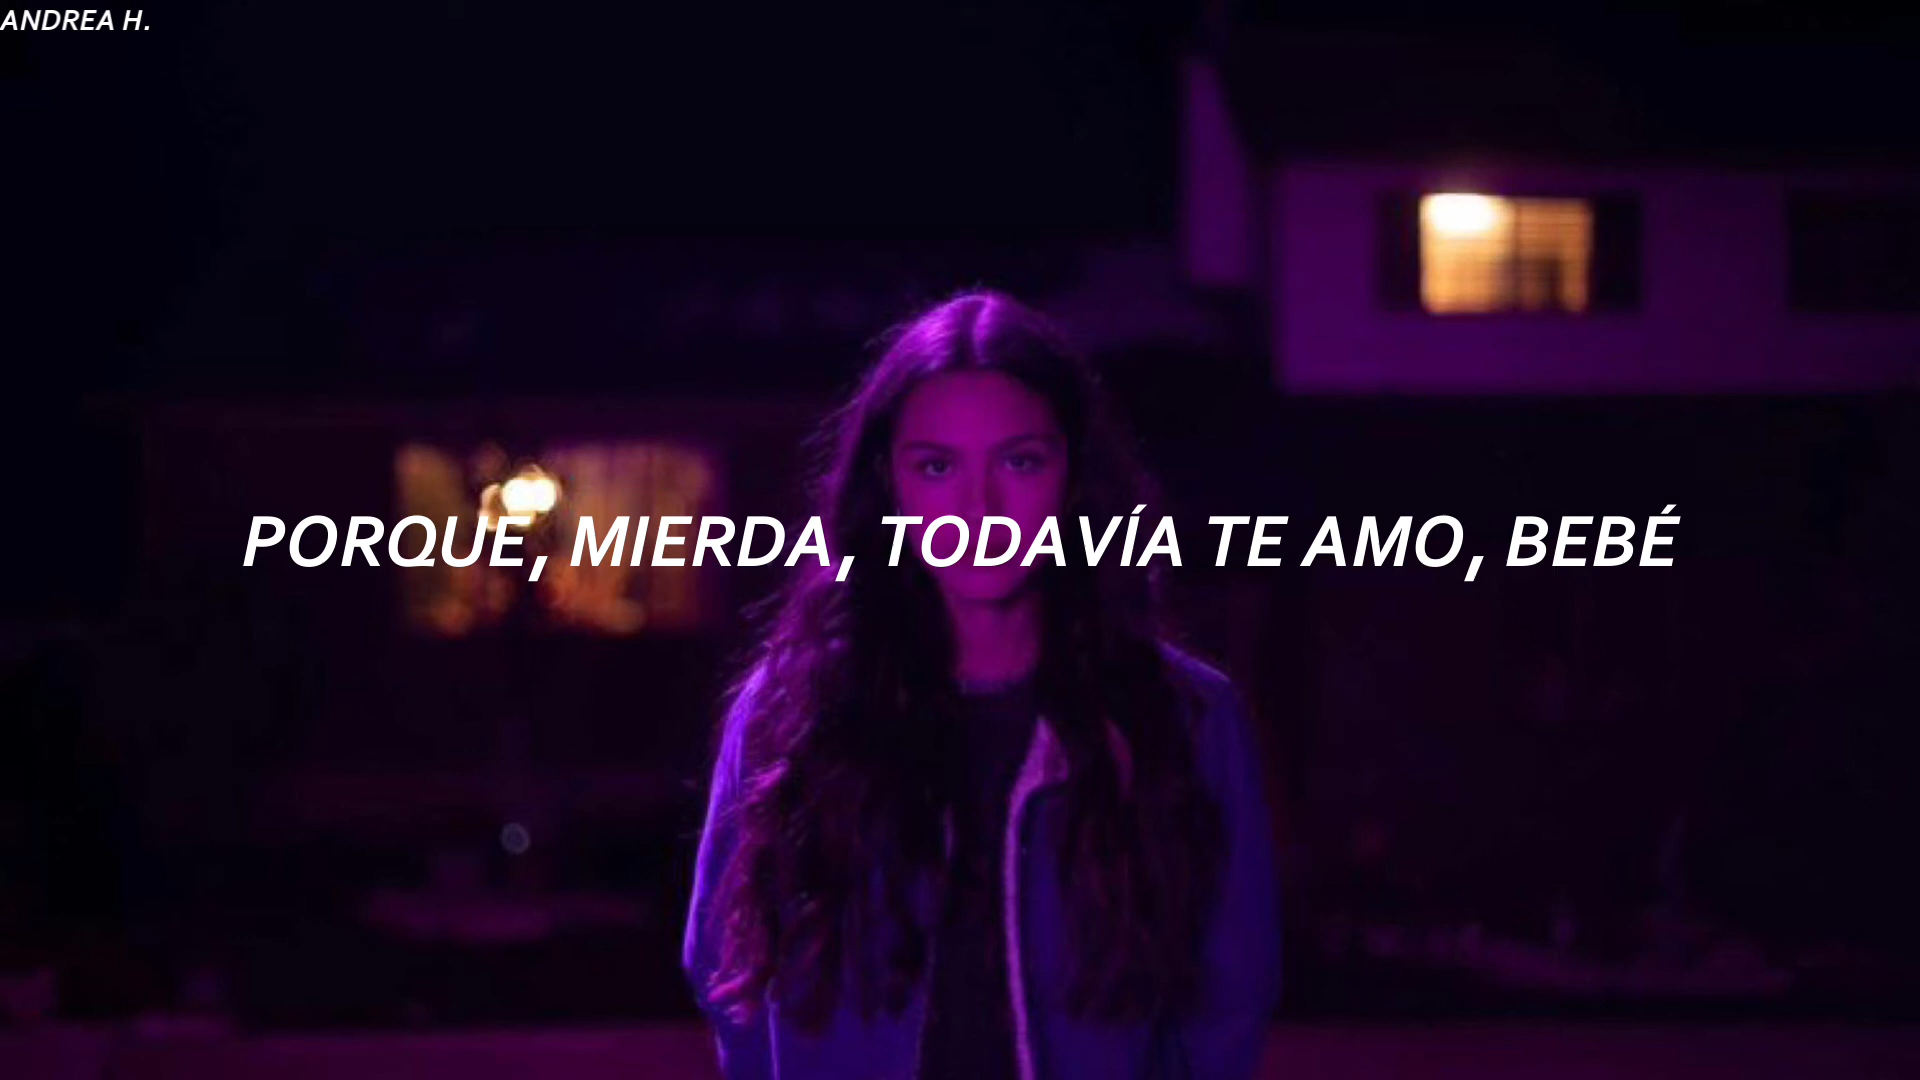 ANDREA H.
PORQUE, MIERDA, TODAVÍA TE AMO, BEBÉ